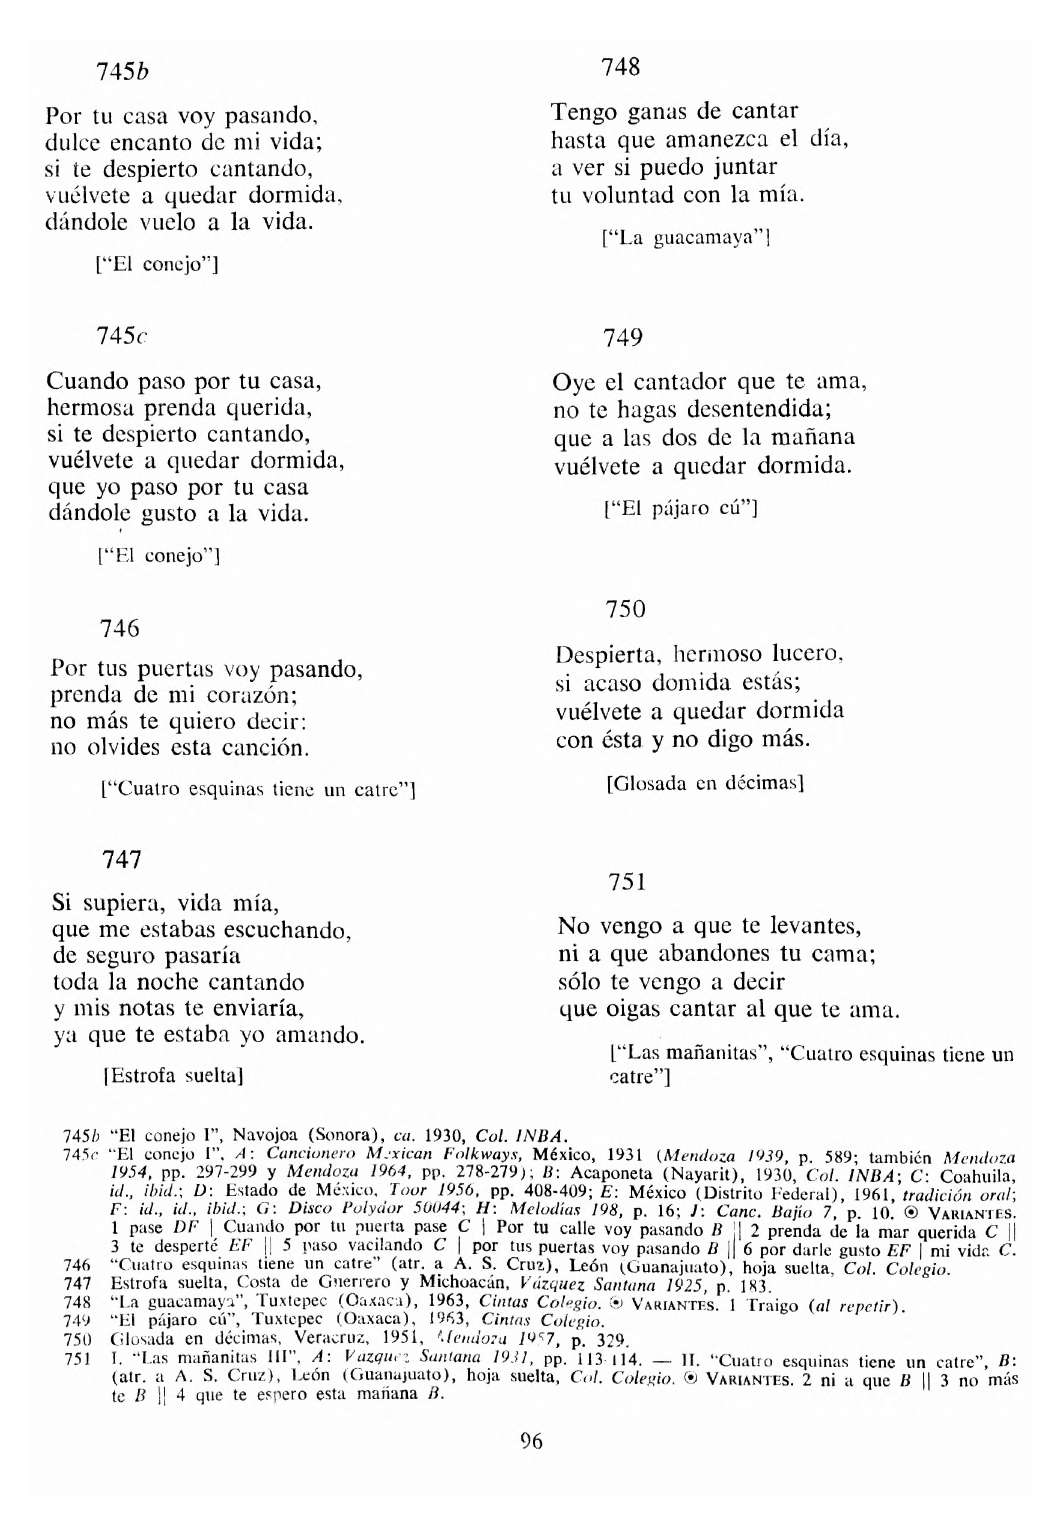 745b
Por tu casa voy pasando,
dulce encanto de mi vida;
si te despierto cantando,
vuélvete a quedar dormida,
dándole vuelo a la vida.
[“El conejo”]
745c
Cuando paso por tu casa,
hermosa prenda querida,
si te despierto cantando,
vuélvete a quedar dormida,
que yo paso por tu casa
dándole gusto a la vida.
[“El conejo”]
746
Por tus puertas voy pasando,
prenda de mi corazón;
no más te quiero decir:
no olvides esta canción.
[“Cuatro esquinas tiene un catre”]
747
Si supiera, vida mía,
que me estabas escuchando,
de seguro pasaría
toda la noche cantando
y mis notas te enviaría,
ya que te estaba yo amando.
[Estrofa suelta]
748
Tengo ganas de cantar
hasta que amanezca el día,
a ver si puedo juntar
tu voluntad con la mía.
[“La guacamaya”]
749
Oye el cantador que te ama,
no te hagas desentendida;
que a las dos de la mañana
vuélvete a quedar dormida.
[“El pájaro cú”]
750
Despierta, hermoso lucero,
si acaso domida estás;
vuélvete a quedar dormida
con ésta y no digo más.
[Glosada en décimas]
751
No vengo a que te levantes,
ni a que abandones tu cama;
sólo te vengo a decir
que oigas cantar al que te ama.
[“Las mañanitas”, “Cuatro esquinas tiene un
catre”]
745b “El conejo I”, Navojoa (Sonora), ca. 1930, Col. INBA.
745c “El conejo I”, A: Cancionero Mexican Folkways, México, 1931 (Mendoza 1939, p. 589; también Mendoza
1954, pp. 297-299 y Mendoza 1964, pp. 278-279); B: Acaponeta (Nayarit), 1930, Col. INBA; C: Coahuila,
id., ibid.; D: Estado de México, Toor 1956, pp. 408-409; E: México (Distrito Federal), 1961, tradición oral;
F: id., id., ibid.; G: Disco Polydor 50044; H: Melodías 198, p. 16; J: Canc. Bajío 7, p. 10. ⊙ VARIANTES.
1 pase DF | Cuando por tu puerta pase C | Por tu calle voy pasando B || 2 prenda de la mar querida C ||
3 te desperté EF || 5 paso vacilando C | por tus puertas voy pasando B || 6 por darle gusto EF | mi vida C.
746 “Cuatro esquinas tiene un catre” (atr. a A. S. Cruz), León (Guanajuato), hoja suelta, Col. Colegio.
747 Estrofa suelta, Costa de Guerrero y Michoacán, Vázquez Santana 1925, p. 183.
748 “La guacamaya”, Tuxtepec (Oaxaca), 1963, Cintas Colegio. ⊙ VARIANTES. 1 Traigo (al repetir).
749 “El pájaro cú”, Tuxtepec (Oaxaca), 1963, Cintas Colegio.
750 Glosada en décimas, Veracruz, 1951, Mendoza 1957, p. 329.
751 I. “Las mañanitas III”, A: Vázquez Santana 1931, pp. 113-114. — II. “Cuatro esquinas tiene un catre”, B:
(atr. a A. S. Cruz), León (Guanajuato), hoja suelta, Col. Colegio. ⊙ VARIANTES. 2 ni a que B || 3 no más
te B || 4 que te espero esta mañana B.
96